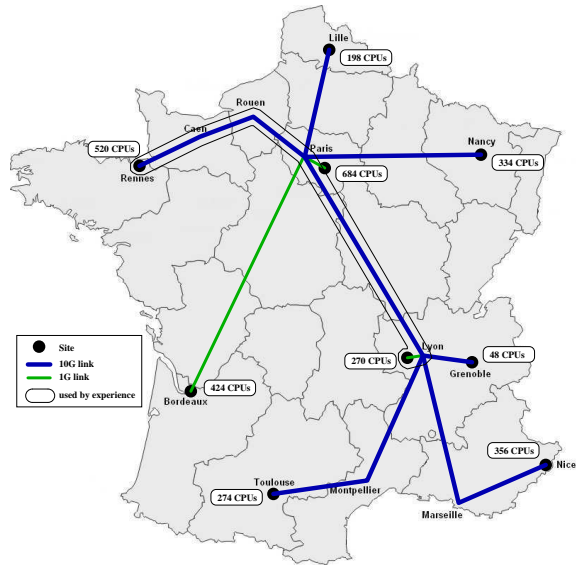 Lille
198 CPUs
Rouen
Caen
520 CPUs
Rennes
Paris
684 CPUs
Nancy
334 CPUs
Lyon
270 CPUs
48 CPUs
Grenoble
Site
10G link
1G link
used by experience
424 CPUs
Bordeaux
356 CPUs
Nice
Toulouse
274 CPUs
Montpellier
Marseille